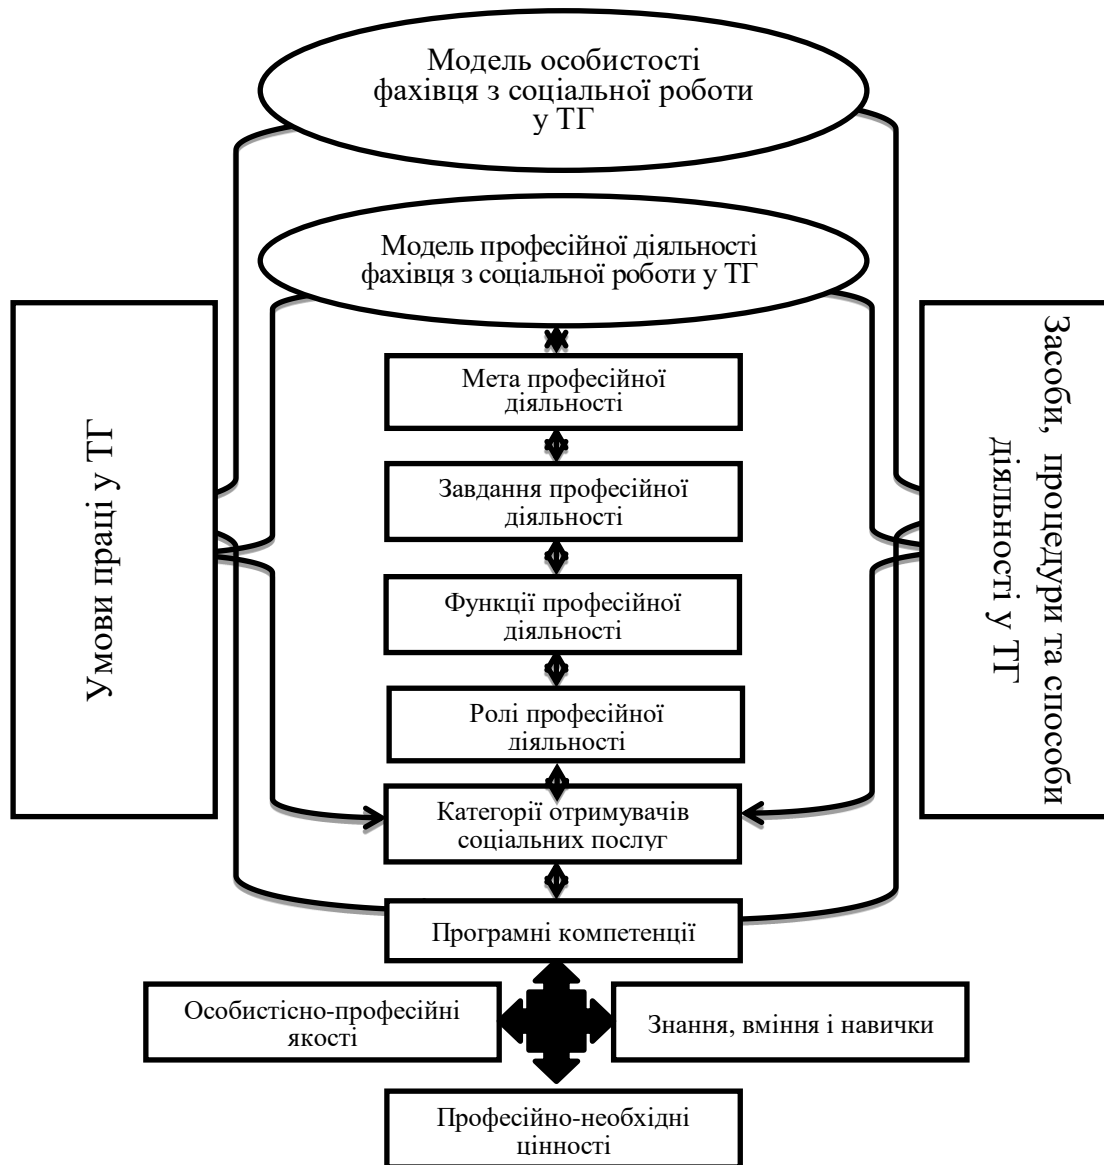 Модель особистості
фахівця з соціальної роботи
у ТГ
Модель професійної діяльності
фахівця з соціальної роботи у ТГ
Умови праці у ТГ
Мета професійної
діяльності
Завдання професійної
діяльності
Функції професійної
діяльності
Ролі професійної
діяльності
Категорії отримувачів
соціальних послуг
Програмні компетенції
Засоби, процедури та способи
діяльності у ТГ
Особистісно-професійні
якості
Знання, вміння і навички
Професійно-необхідні
цінності